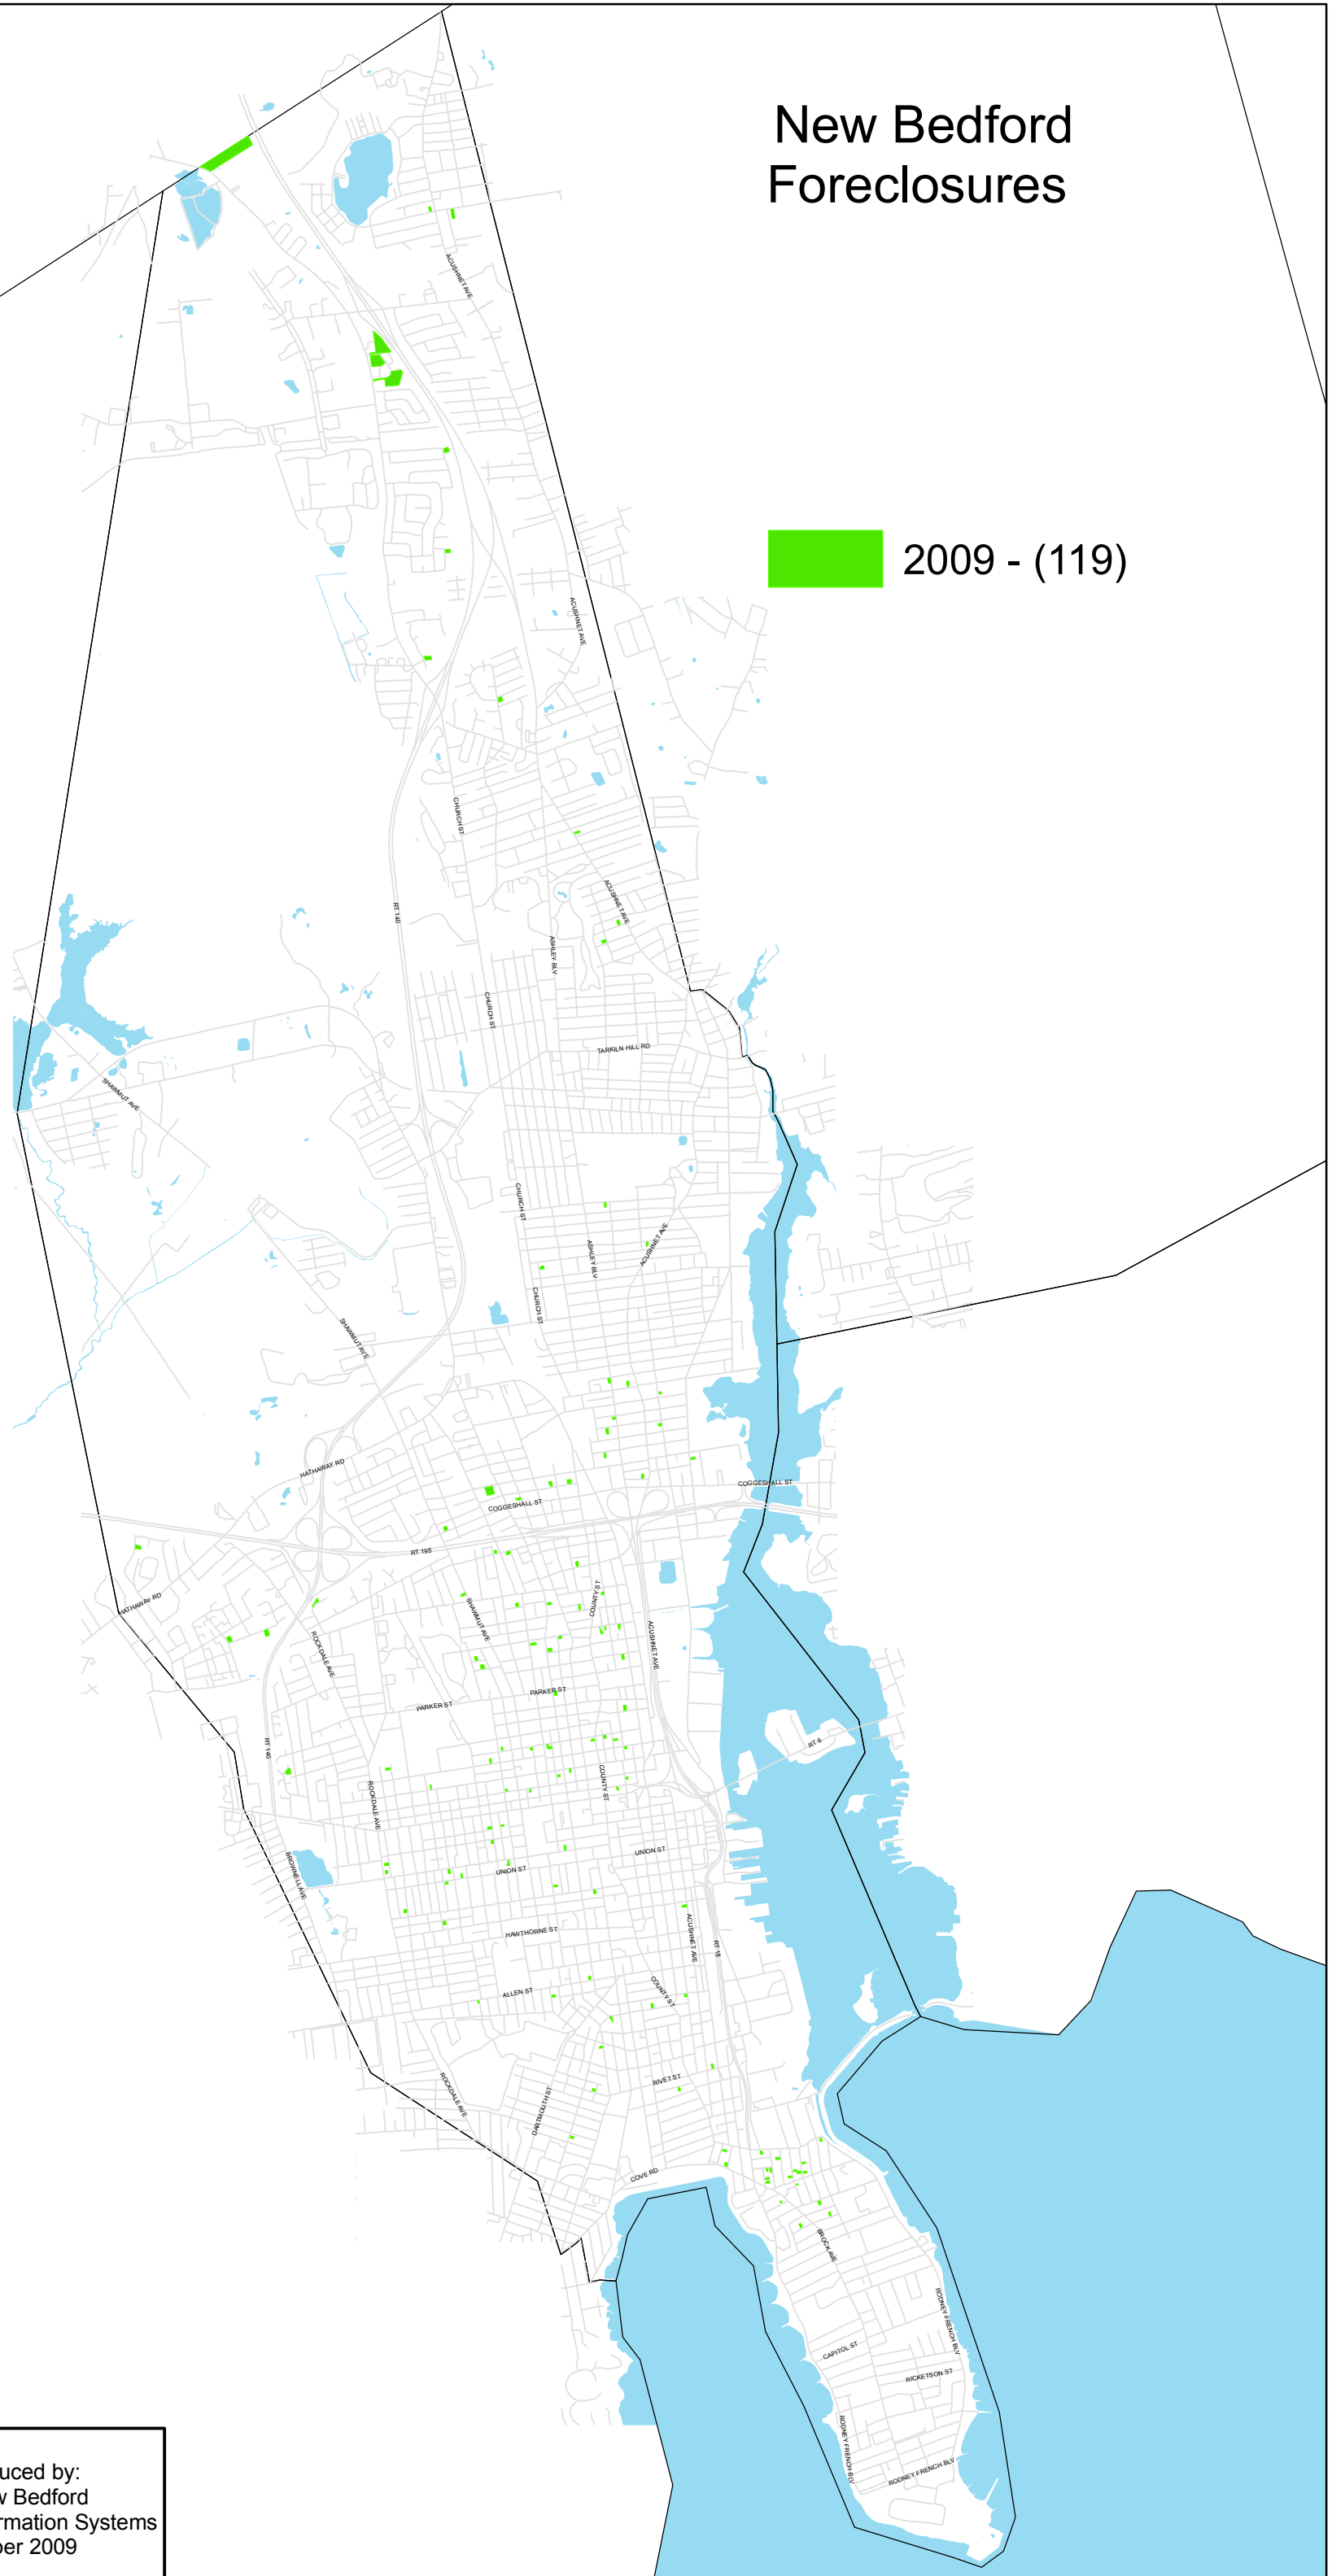 New Bedford
Foreclosures
ACUSHNET AVE
2009 - (119)
ACUSHNET AVE
CHURCH ST
ACUSHNET AVE
RT 140
ASHLEY BLV
CHURCH ST
TARKILN HILL RD
SHAWMUT AVE
CHURCH ST
ACUSHNET AVE
ASHLEY BLV
CHURCH ST
SHAWMUT AVE
HATHAWAY RD
COGGESHALL ST
COGGESHALL ST
RT 195
HATHAWAY RD
COUNTY ST
SHAWMUT AVE
ACUSHNET AVE
ROCKDALE AVE
PARKER ST
PARKER ST
RT 6
RT 140
COUNTY ST
ROCKDALE AVE
UNION ST
BROWNELL AVE
UNION ST
HAWTHORNE ST
ACUSHNET AVE
RT 18
ALLEN ST
COUNTY ST
RIVET ST
ROCKDALE AVE
DARTMOUTH ST
COVE RD
BROCK AVE
RODNEY FRENCH BLV
CAPITOL ST
RICKETSON ST
RODNEY FRENCH BLV
RODNEY FRENCH BLV
uced by:
w Bedford
rmation Systems
ber 2009